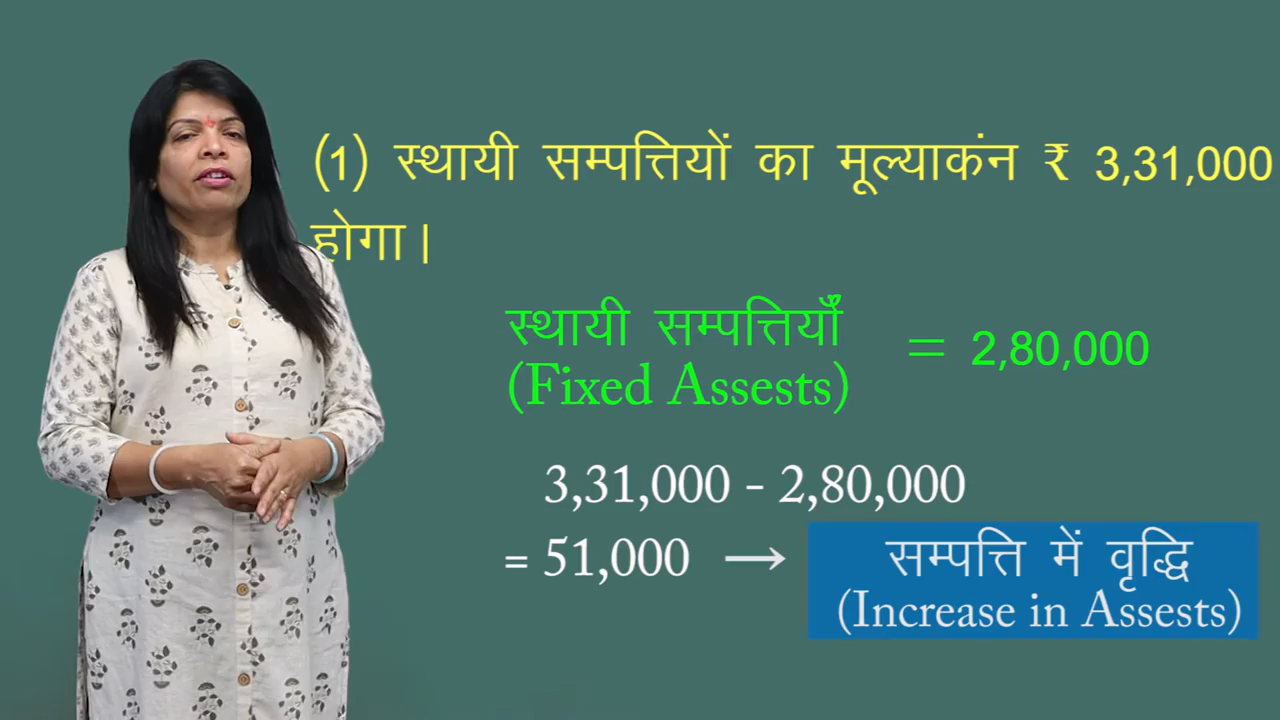 (1) स्थायी सम्पत्तियों का मूल्याकंन ₹ 3,31,000
होगा।
स्थायी सम्पत्तियाँ
(Fixed Assests)
= 2,80,000
3,31,000 - 2,80,000
= 51,000 →
सम्पत्ति में वृद्धि
(Increase in Assests)